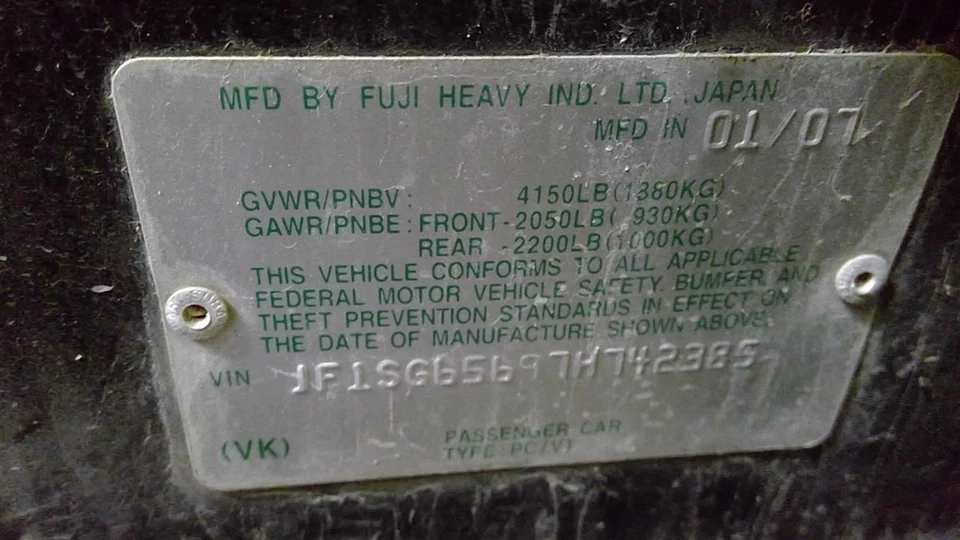 MFD BY FUJI HEAVY IND. LTD. JAPAN
MFD IN 01/07
GVWR/PNBV: 4150LB(1880KG)
GAWR/PNBE: FRONT-2050LB( 930KG)
REAR -2200LB(1000KG)
THIS VEHICLE CONFORMS TO ALL APPLICABLE
FEDERAL MOTOR VEHICLE SAFETY, BUMPER, AND
THEFT PREVENTION STANDARDS IN EFFECT ON
THE DATE OF MANUFACTURE SHOWN ABOVE.
VIN
(VK)
PASSENGER CAR
TYPE:PC(V)